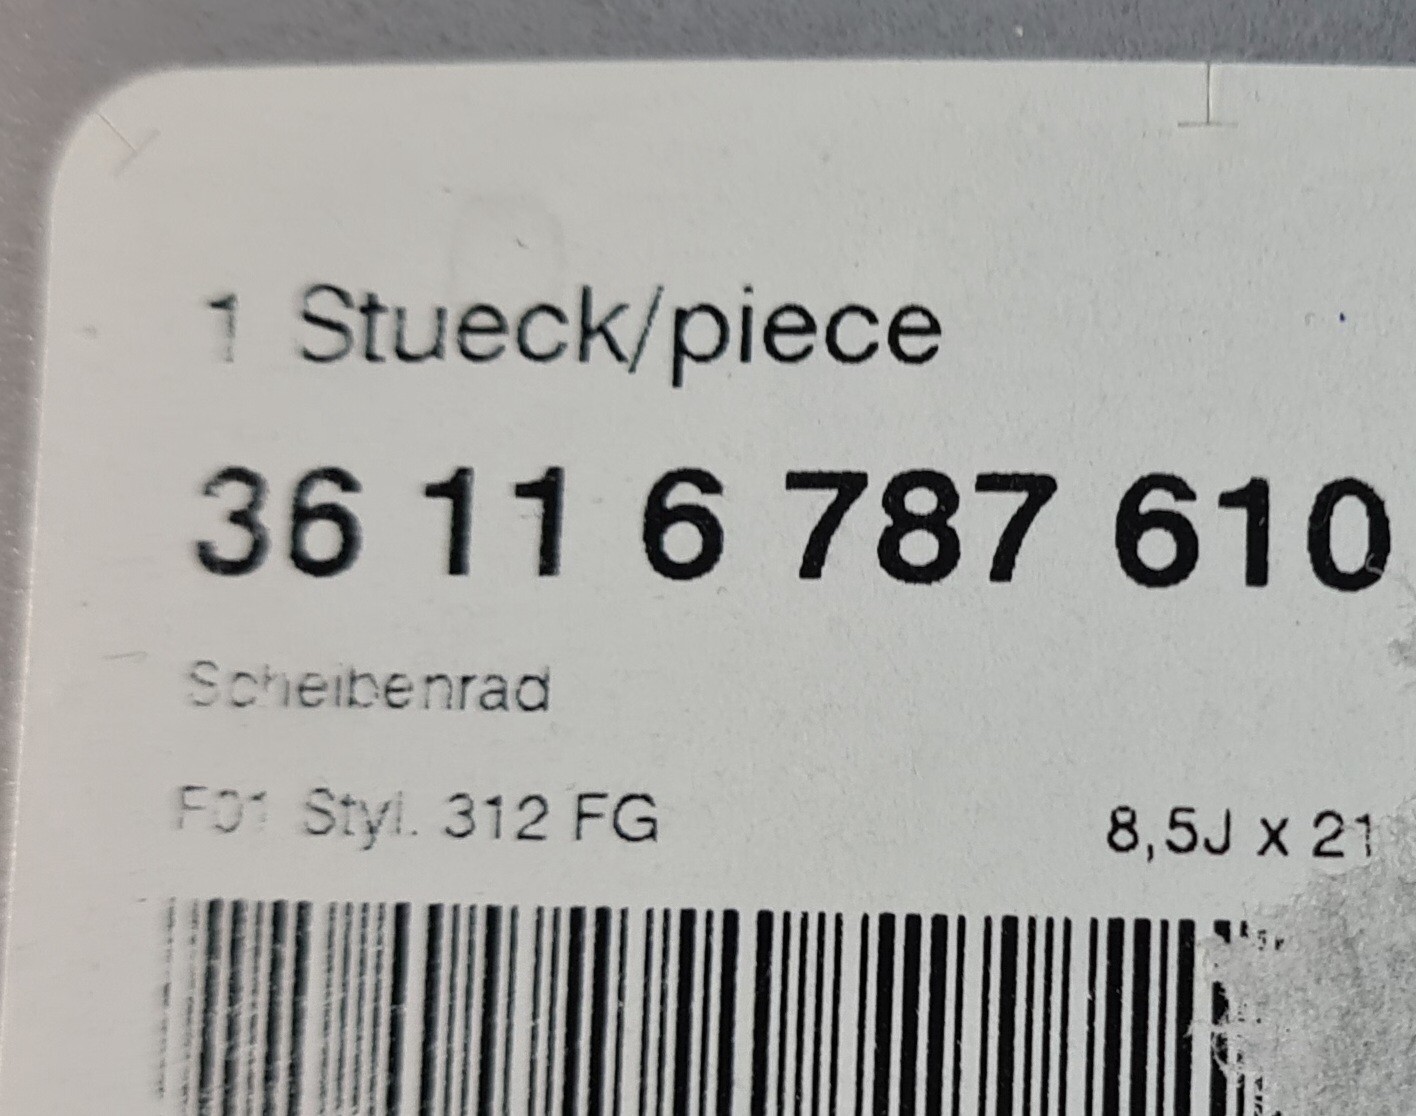 1 Stueck/piece
36 11 6 787 610
Scheibenrad
F01 Styl. 312 FG 8,5J x 21